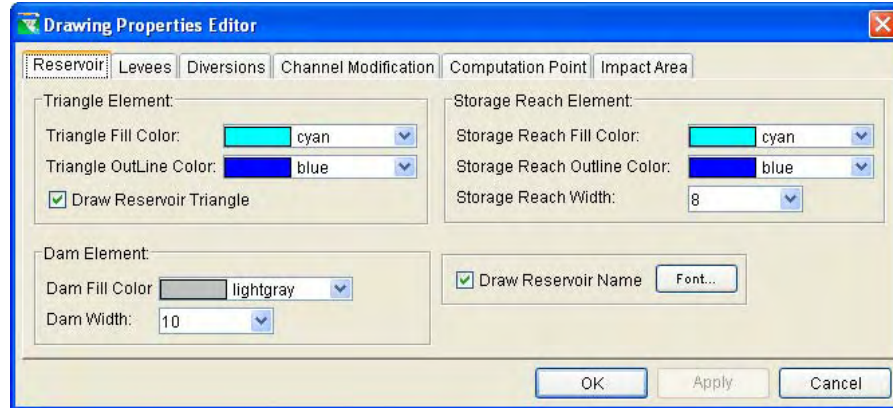 Drawing Properties Editor
Reservoir Levees Diversions Channel Modification Computation Point Impact Area
Triangle Element:
Triangle Fill Color: cyan
Triangle OutLine Color: blue
Draw Reservoir Triangle
Storage Reach Element:
Storage Reach Fill Color: cyan
Storage Reach Outline Color: blue
Storage Reach Width: 8
Dam Element:
Dam Fill Color lightgray
Dam Width: 10
Draw Reservoir Name Font...
OK Apply Cancel